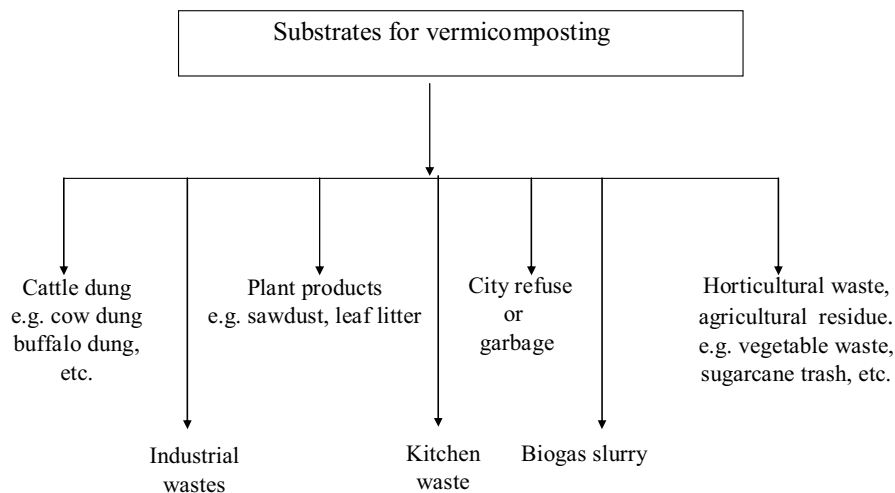 Substrates for vermicomposting
Cattle dung
e.g. cow dung
buffalo dung,
etc.
Plant products
e.g. sawdust, leaf litter
City refuse
or
garbage
Horticultural waste,
agricultural residue.
e.g. vegetable waste,
sugarcane trash, etc.
Industrial
wastes
Kitchen
waste
Biogas slurry